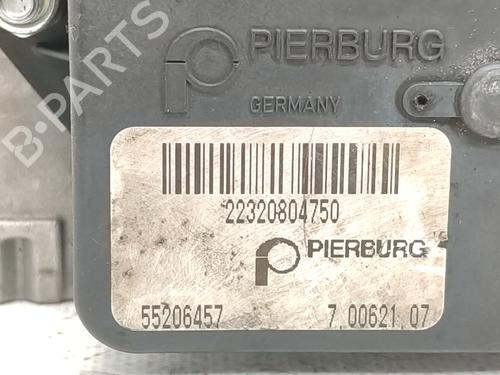 PIERBURG
GERMANY
B-PARTS
22320804750
PIERBURG
55206457 7.00621.07